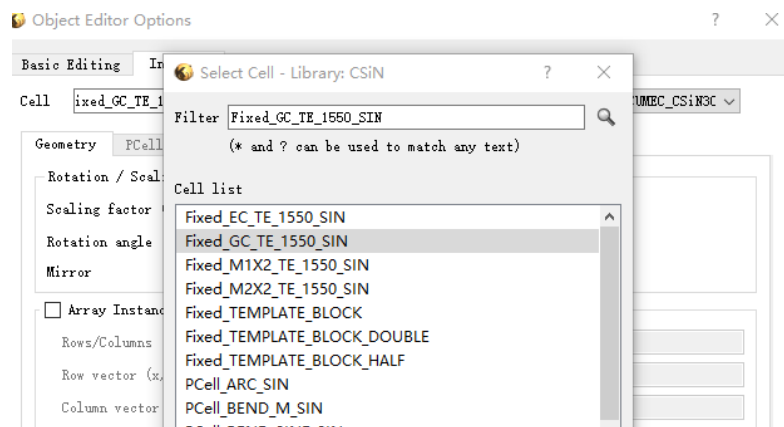 Object Editor Options ? ×
Basic Editing In
Select Cell - Library: CSiN ? ×
Cell ixed_GC_TE_1
UMEC_CSiN3C
Filter Fixed_GC_TE_1550_SIN
(* and ? can be used to match any text)
Geometry PCell
Rotation / Scal
Cell list
Scaling factor
Rotation angle
Mirror
Fixed_EC_TE_1550_SIN
Fixed_GC_TE_1550_SIN
Fixed_M1X2_TE_1550_SIN
Fixed_M2X2_TE_1550_SIN
Fixed_TEMPLATE_BLOCK
Fixed_TEMPLATE_BLOCK_DOUBLE
Fixed_TEMPLATE_BLOCK_HALF
PCell_ARC_SIN
PCell_BEND_M_SIN
Array Instanc
Rows/Columns
Row vector (x,
Column vector